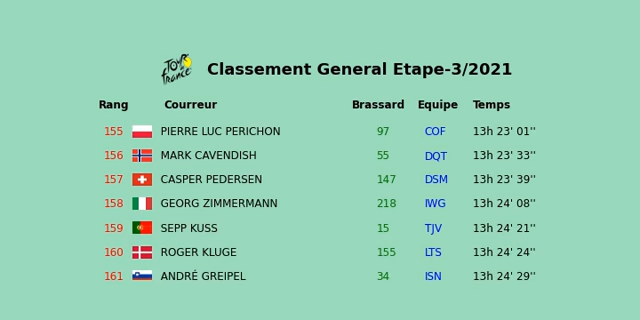 Tour de France
Classement General Etape-3/2021
Rang Courreur Brassard Equipe Temps
155 PIERRE LUC PERICHON 97 COF 13h 23' 01''
156 MARK CAVENDISH 55 DQT 13h 23' 33''
157 CASPER PEDERSEN 147 DSM 13h 23' 39''
158 GEORG ZIMMERMANN 218 IWG 13h 24' 08''
159 SEPP KUSS 15 TJV 13h 24' 21''
160 ROGER KLUGE 155 LTS 13h 24' 24''
161 ANDRÉ GREIPEL 34 ISN 13h 24' 29''